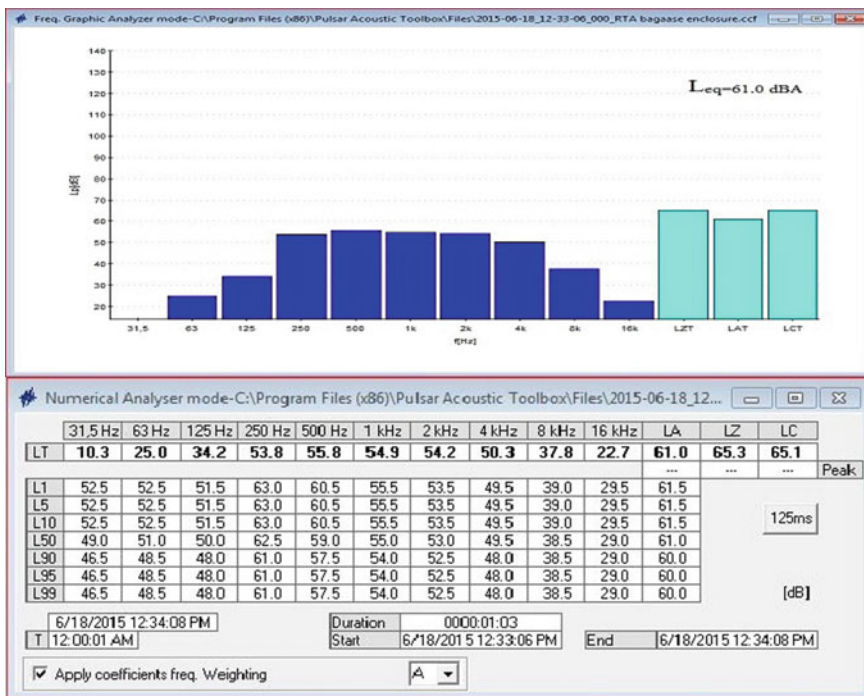 Freq. Graphic Analyzer mode-C:\Program Files (x86)\Pulsar Acoustic Toolbox\Files\2015-06-18_12-33-06_000_RTA bagaase enclosure.ccf
Leq=61.0 dBA
140
130
120
110
100
90
80
70
60
50
40
30
20
Lp[dB]
31,5 63 125 250 500 1k 2k 4k 8k 16k LZT LAT LCT
f[Hz]
Numerical Analyser mode-C:\Program Files (x86)\Pulsar Acoustic Toolbox\Files\2015-06-18_12...
31,5 Hz 63 Hz 125 Hz 250 Hz 500 Hz 1 kHz 2 kHz 4 kHz 8 kHz 16 kHz LA LZ LC
LT 10.3 25.0 34.2 53.8 55.8 54.9 54.2 50.3 37.8 22.7 61.0 65.3 65.1
--- --- --- Peak
L1 52.5 52.5 51.5 63.0 60.5 55.5 53.5 49.5 39.0 29.5 61.5
L5 52.5 52.5 51.5 63.0 60.5 55.5 53.5 49.5 39.0 29.5 61.5
L10 52.5 52.5 51.5 63.0 60.5 55.5 53.5 49.5 39.0 29.5 61.5
125ms
L50 49.0 51.0 50.0 62.5 59.0 55.0 53.0 49.5 38.5 29.0 61.0
L90 46.5 48.5 48.0 61.0 57.5 54.0 52.5 48.0 38.5 29.0 60.0
L95 46.5 48.5 48.0 61.0 57.5 54.0 52.5 48.0 38.5 29.0 60.0
L99 46.5 48.5 48.0 61.0 57.5 54.0 52.5 48.0 38.5 29.0 60.0 [dB]
6/18/2015 12:34:08 PM Duration 0000:01:03
T 12:00:01 AM Start 6/18/2015 12:33:06 PM End 6/18/2015 12:34:08 PM
Apply coefficients freq. Weighting A